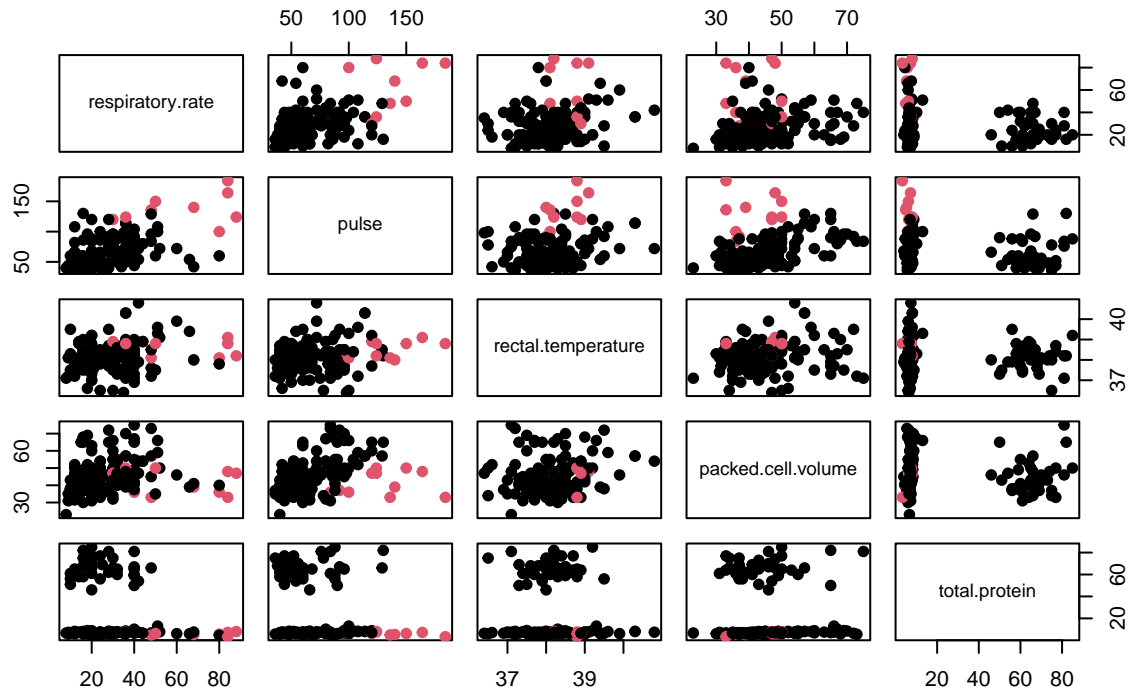 50 100 150 30 50 70
respiratory.rate
20 60
pulse
50 150
rectal.temperature
37 40
packed.cell.volume
30 60
total.protein
20 60
20 40 60 80 37 39 20 40 60 80